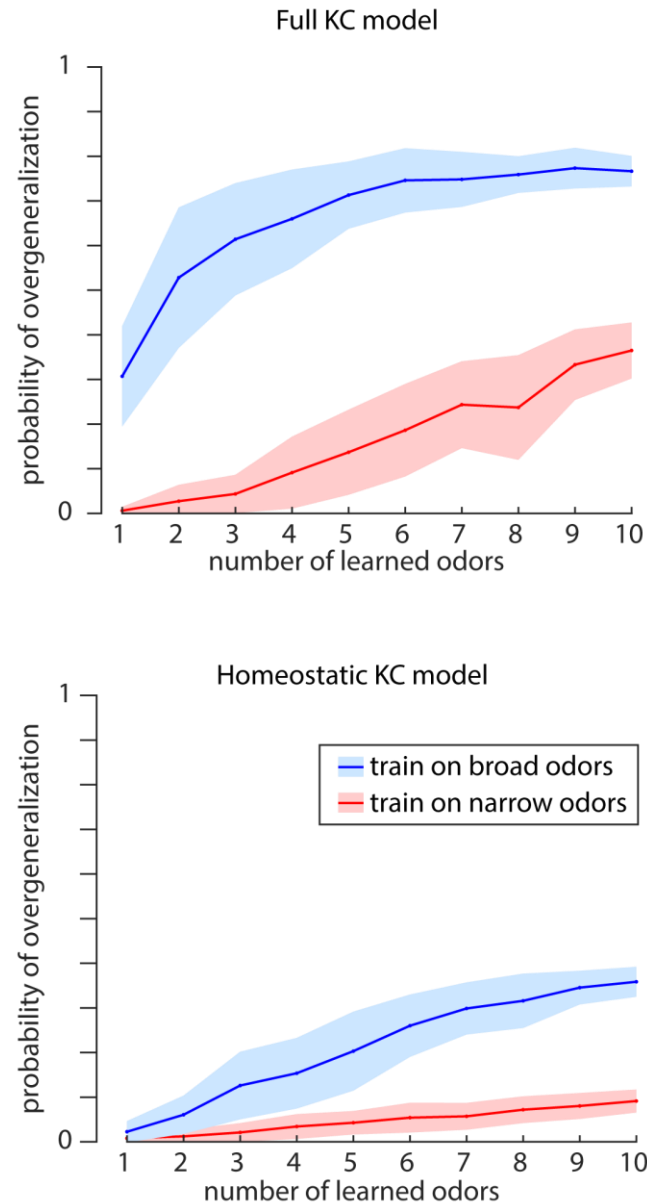 Full KC model
1
probability of overgeneralization
0
1 2 3 4 5 6 7 8 9 10
number of learned odors
Homeostatic KC model
1
train on broad odors
train on narrow odors
probability of overgeneralization
0
1 2 3 4 5 6 7 8 9 10
number of learned odors